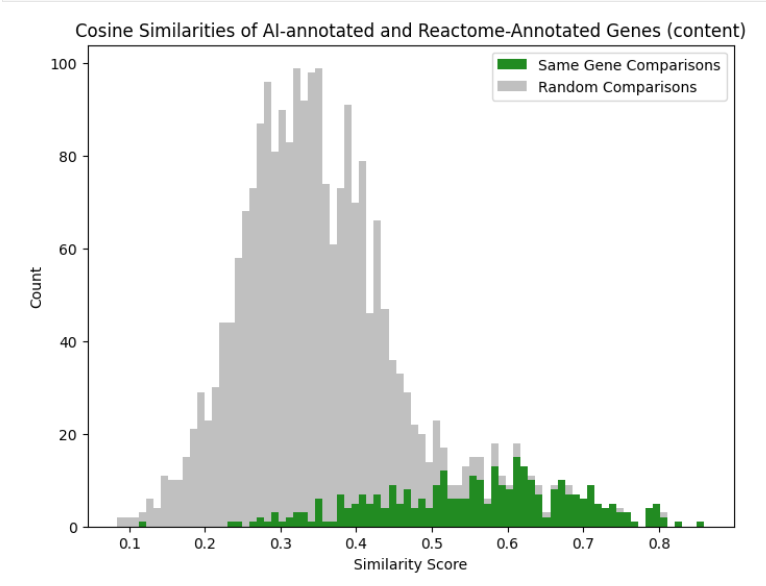 Cosine Similarities of AI-annotated and Reactome-Annotated Genes (content)
Same Gene Comparisons
Random Comparisons
100
80
60
40
20
0
Count
0.1 0.2 0.3 0.4 0.5 0.6 0.7 0.8
Similarity Score